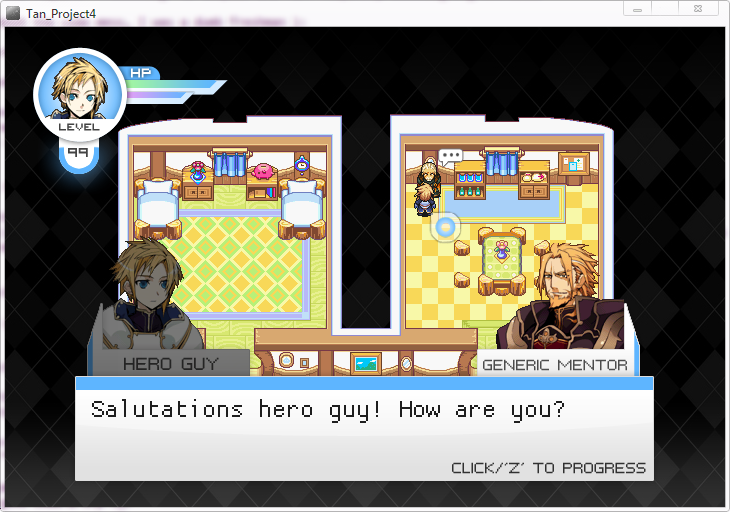 Tan_Project4
HP
LEVEL
99
HERO GUY
GENERIC MENTOR
Salutations hero guy! How are you?
CLICK/'Z' TO PROGRESS